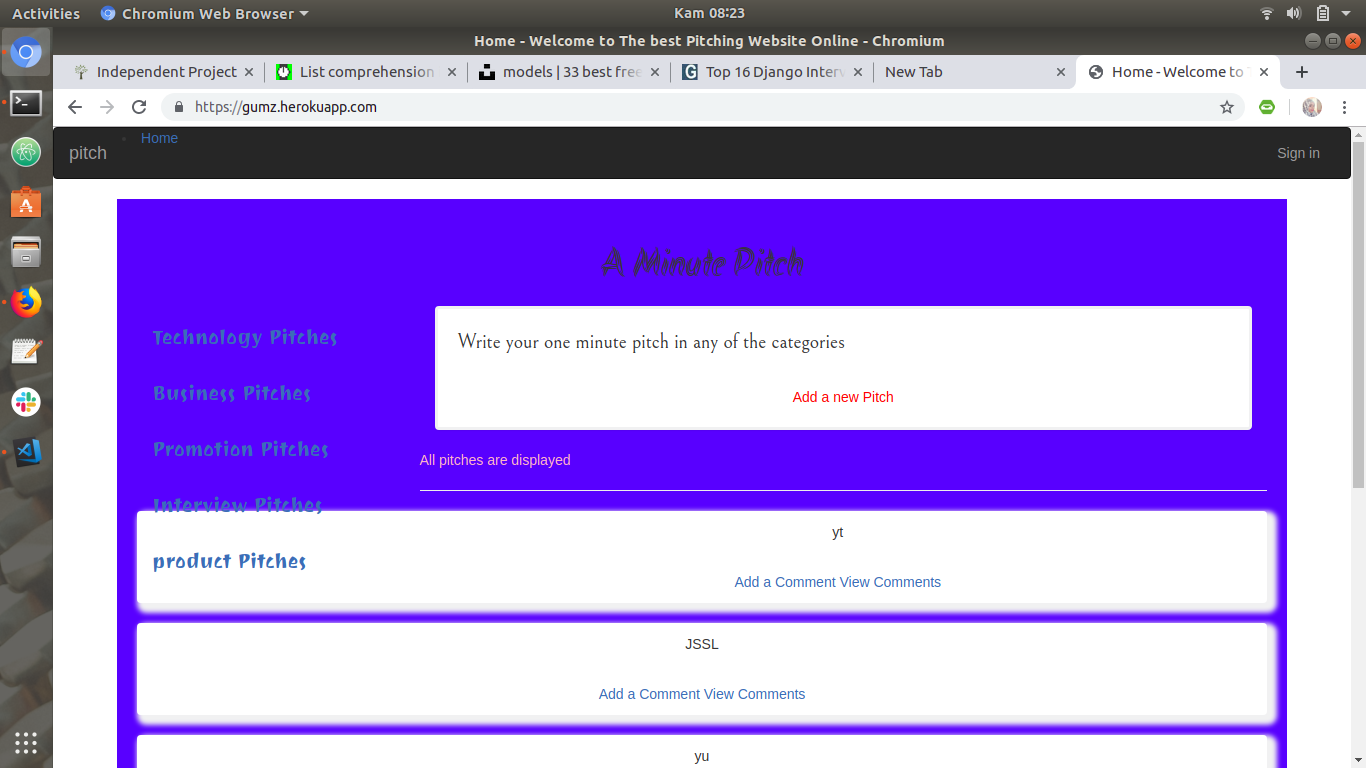 Activities
Chromium Web Browser
Kam 08:23
Home - Welcome to The best Pitching Website Online - Chromium
Independent Project
List comprehension
models | 33 best free
Top 16 Django Interv
New Tab
Home - Welcome to
https://gumz.herokuapp.com
pitch
Home
Sign in
A Minute Pitch
Technology Pitches
Business Pitches
Promotion Pitches
Interview Pitches
product Pitches
Write your one minute pitch in any of the categories
Add a new Pitch
All pitches are displayed
yt
Add a Comment View Comments
JSSL
Add a Comment View Comments
yu